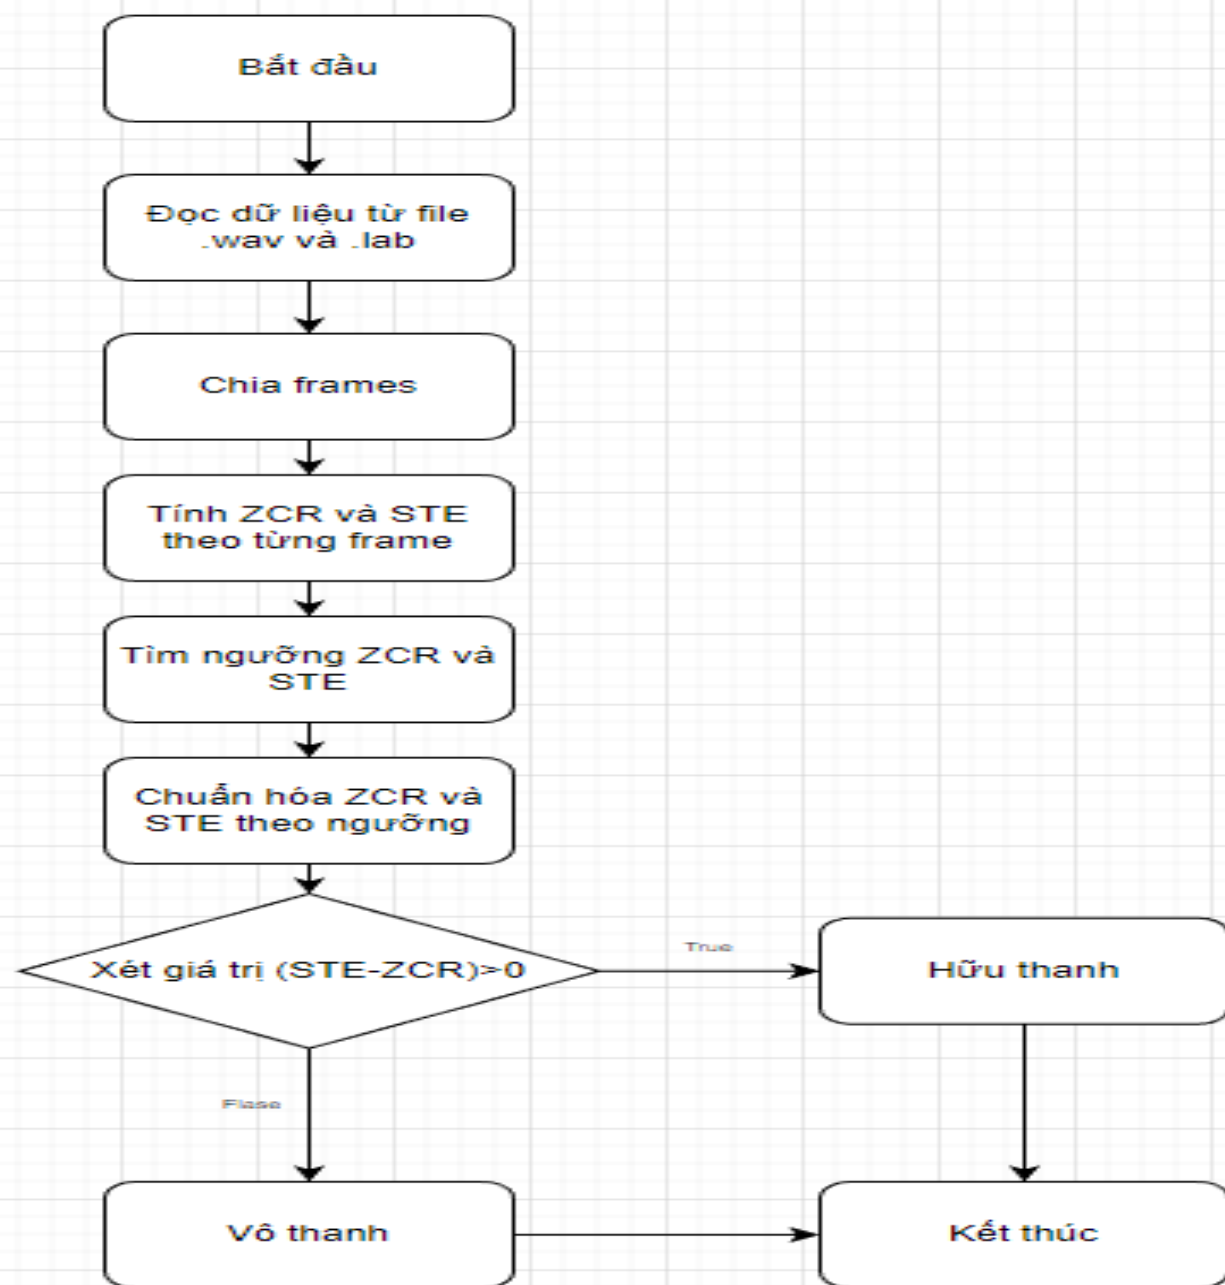 Bắt đầu
Đọc dữ liệu từ file
.wav và .lab
Chia frames
Tính ZCR và STE
theo từng frame
Tìm ngưỡng ZCR và
STE
Chuẩn hóa ZCR và
STE theo ngưỡng
Xét giá trị (STE-ZCR)>0
True
Hữu thanh
Flase
Vô thanh
Kết thúc